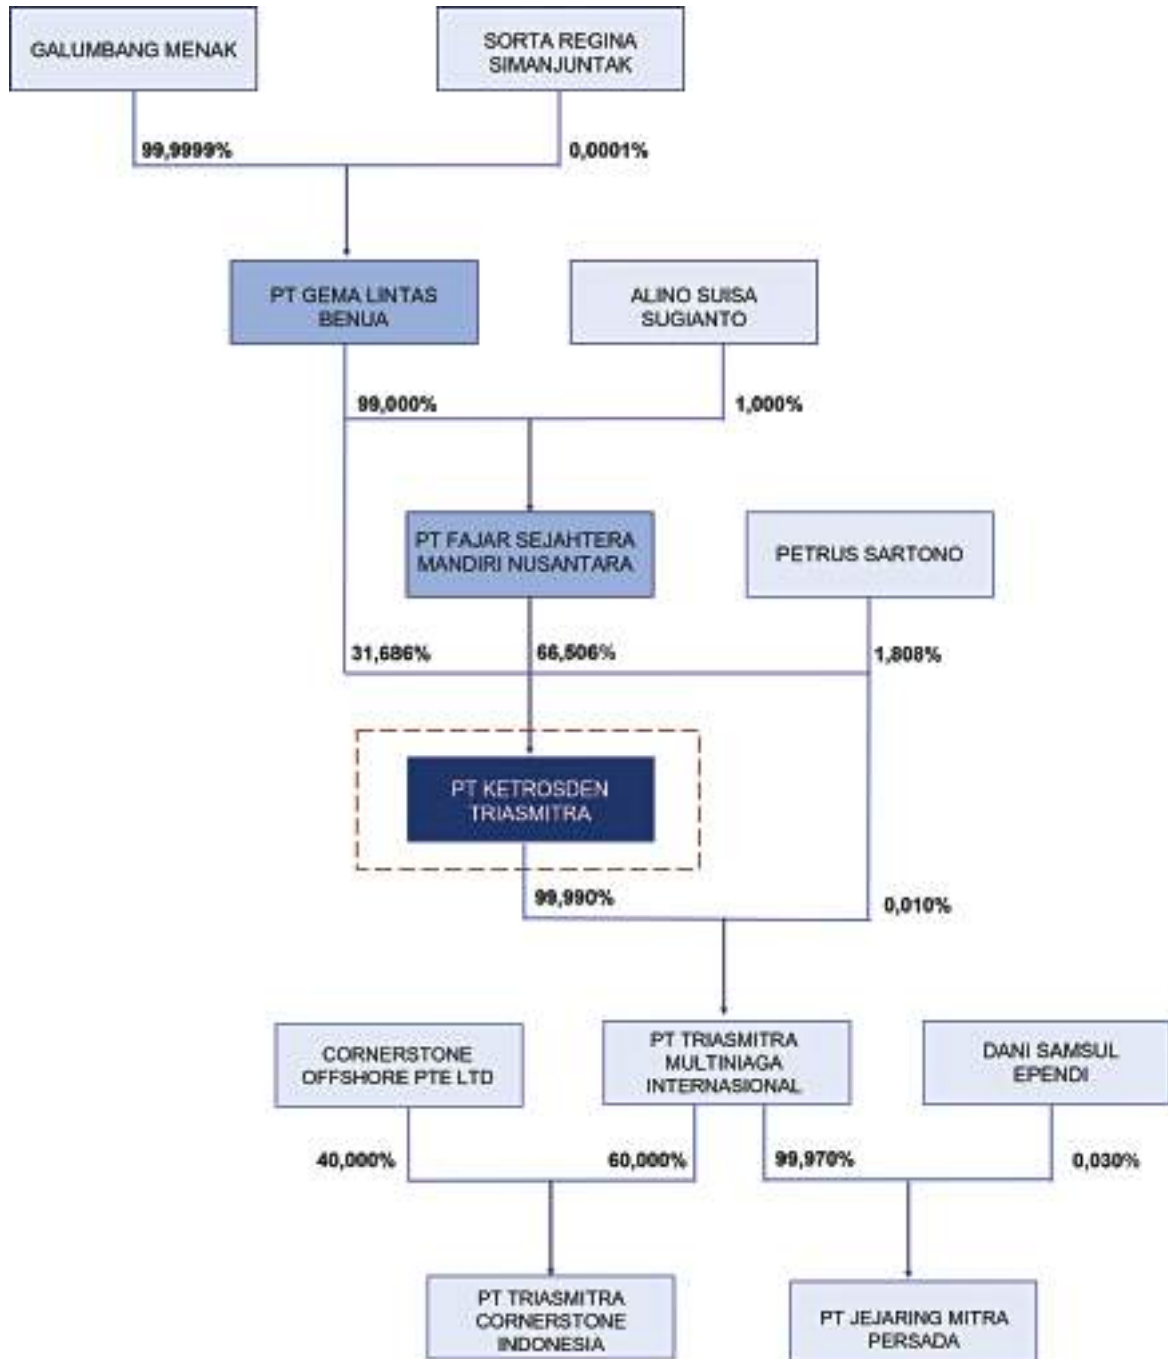 GALUMBANG MENAK
SORTA REGINA
SIMANJUNTAK
99,9999%
0,0001%
PT GEMA LINTAS
BENUA
ALINO SUISA
SUGIANTO
99,000%
1,000%
PT FAJAR SEJAHTERA
MANDIRI NUSANTARA
PETRUS SARTONO
31,686%
66,506%
1,808%
PT KETROSDEN
TRIASMITRA
99,990%
0,010%
CORNERSTONE
OFFSHORE PTE LTD
PT TRIASMITRA
MULTINIAGA
INTERNASIONAL
DANI SAMSUL
EPENDI
40,000%
60,000%
99,970%
0,030%
PT TRIASMITRA
CORNERSTONE
INDONESIA
PT JEJARING MITRA
PERSADA